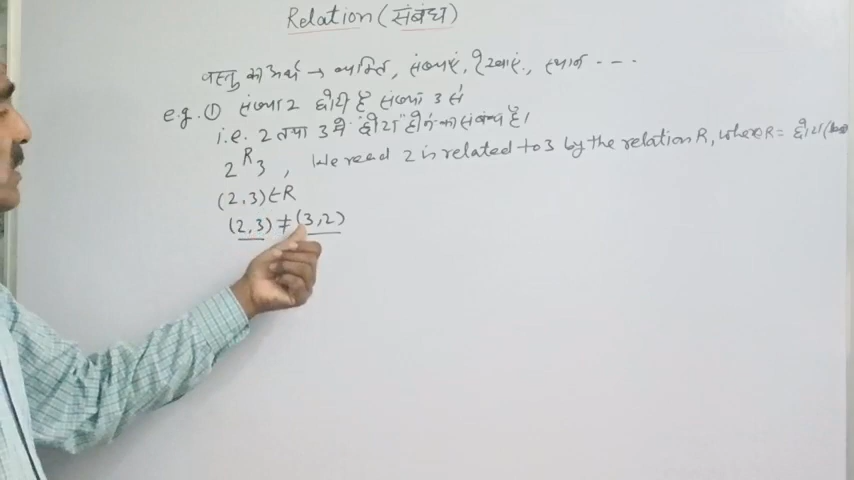 Relation (संबंध)
वस्तु का अर्थ → व्यक्ति, संख्याएं, रेखाएं, स्थान ----
e.g. ① संख्या 2 छोटी है संख्या 3 से
i.e. 2 तथा 3 में "छोटा" होने का संबंध है।
2 R 3 , We read 2 is related to 3 by the relation R, where R = छोटा
(2,3) ∈ R
(2,3) ≠ (3,2)